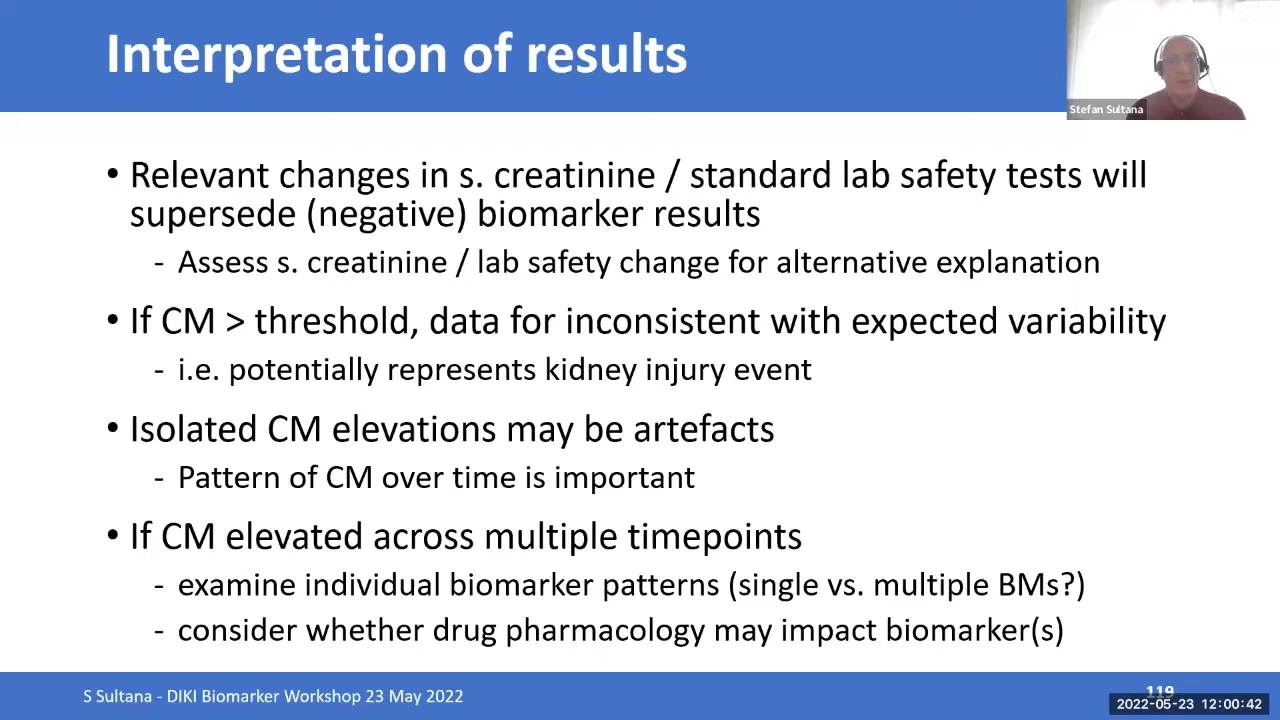 Interpretation of results
Stefan Sultana
• Relevant changes in s. creatinine / standard lab safety tests will
supersede (negative) biomarker results
- Assess s. creatinine / lab safety change for alternative explanation
• If CM > threshold, data for inconsistent with expected variability
- i.e. potentially represents kidney injury event
• Isolated CM elevations may be artefacts
- Pattern of CM over time is important
• If CM elevated across multiple timepoints
- examine individual biomarker patterns (single vs. multiple BMs?)
- consider whether drug pharmacology may impact biomarker(s)
S Sultana - DIKI Biomarker Workshop 23 May 2022
119
2022-05-23 12:00:42